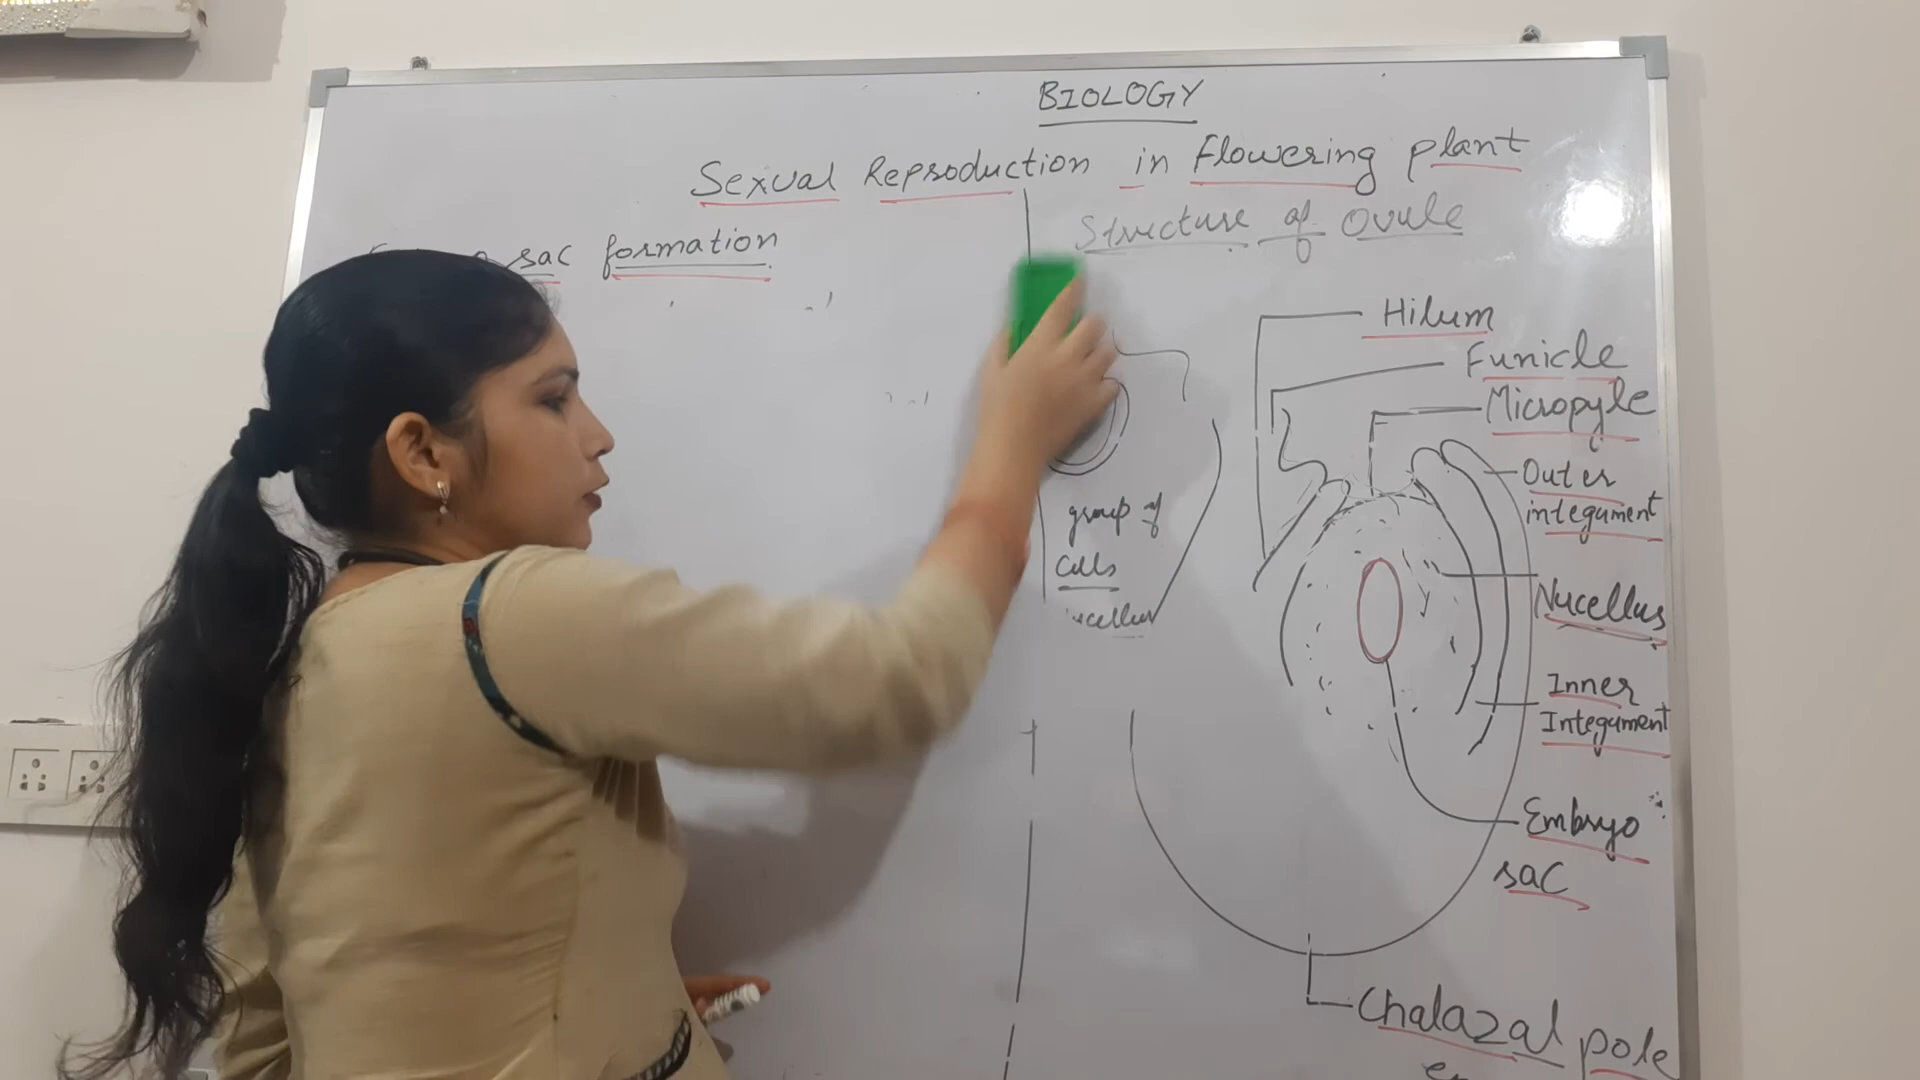 BIOLOGY
Sexual Reproduction in Flowering plant
sac formation
Structure of Ovule
Hilum
Funicle
Micropyle
Outer
integument
group of
Cells
Nucellus
Inner
Integument
Embryo
sac
Chalazal pole